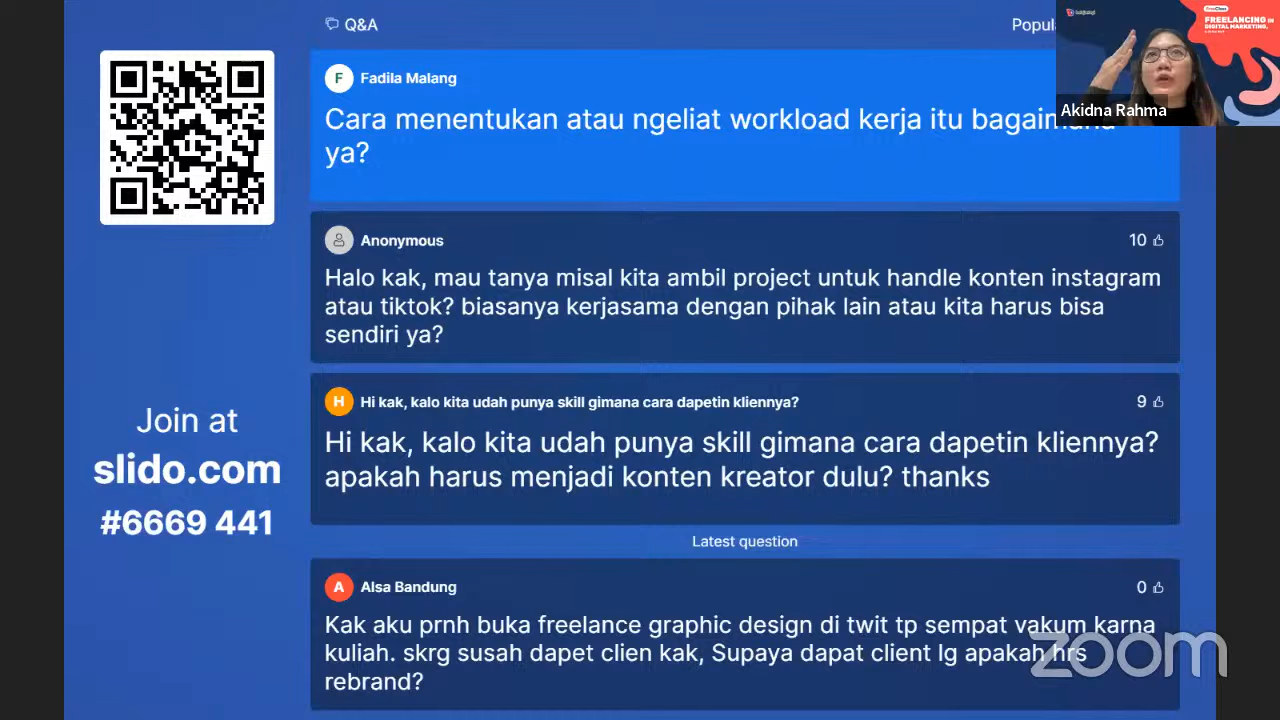 Q&A
FreeClass
FREELANCING IN
DIGITAL MARKETING,
Akidna Rahma
F Fadila Malang
Cara menentukan atau ngeliat workload kerja itu
ya?
Anonymous 10
Halo kak, mau tanya misal kita ambil project untuk handle konten instagram
atau tiktok? biasanya kerjasama dengan pihak lain atau kita harus bisa
sendiri ya?
H Hi kak, kalo kita udah punya skill gimana cara dapetin kliennya? 9
Hi kak, kalo kita udah punya skill gimana cara dapetin kliennya?
apakah harus menjadi konten kreator dulu? thanks
Join at
slido.com
#6669 441
Latest question
A Alsa Bandung 0
Kak aku prnh buka freelance graphic design di twit tp sempat vakum karna
kuliah. skrg susah dapet clien kak, Supaya dapat client lg apakah hrs
rebrand?
zoom